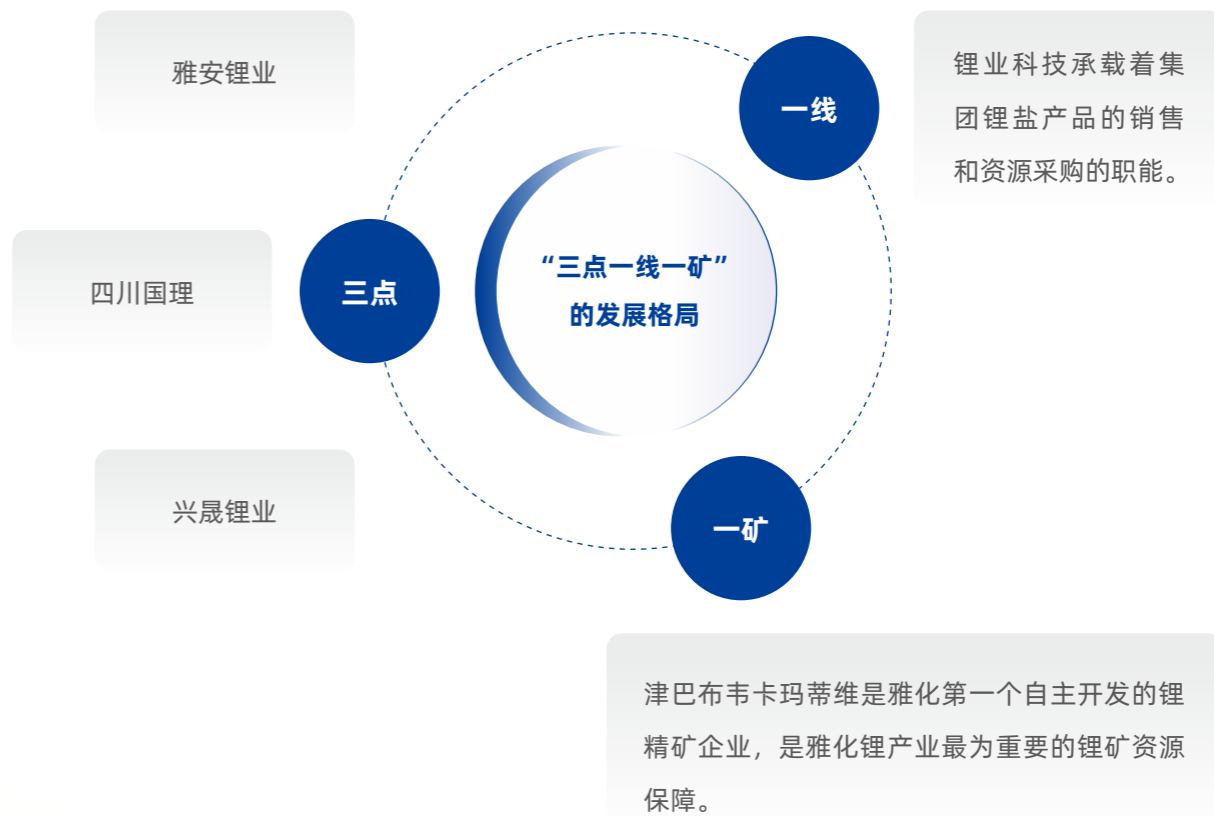 雅安锂业
四川国理
兴晟锂业
三点
“三点一线一矿”
的发展格局
一线
锂业科技承载着集
团锂盐产品的销售
和资源采购的职能。
一矿
津巴布韦卡玛蒂维是雅化第一个自主开发的锂
精矿企业，是雅化锂产业最为重要的锂矿资源
保障。